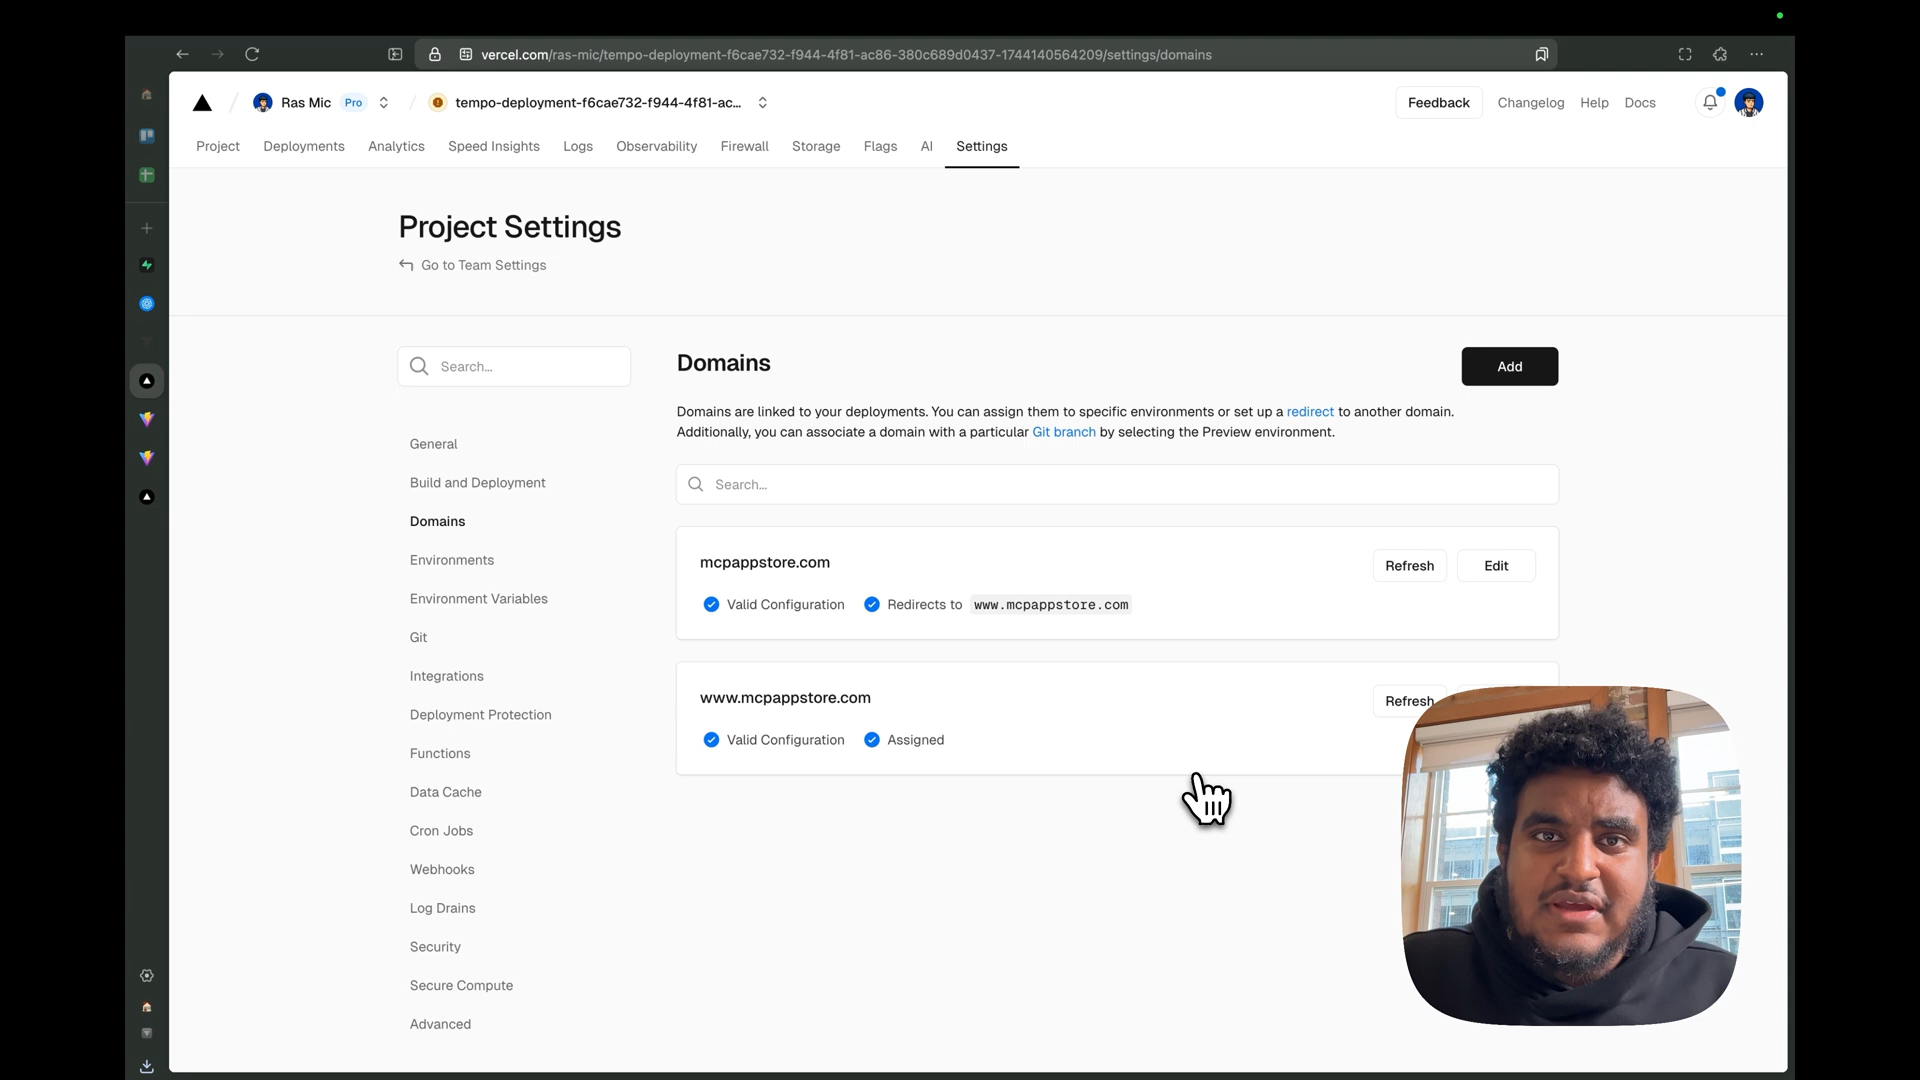 vercel.com/ras-mic/tempo-deployment-f6cae732-f944-4f81-ac86-380c689d0437-1744140564209/settings/domains
Ras Mic Pro tempo-deployment-f6cae732-f944-4f81-ac... Feedback Changelog Help Docs
Project Deployments Analytics Speed Insights Logs Observability Firewall Storage Flags AI Settings
Project Settings
Go to Team Settings
Search...
General
Build and Deployment
Domains
Environments
Environment Variables
Git
Integrations
Deployment Protection
Functions
Data Cache
Cron Jobs
Webhooks
Log Drains
Security
Secure Compute
Advanced
Domains
Add
Domains are linked to your deployments. You can assign them to specific environments or set up a redirect to another domain.
Additionally, you can associate a domain with a particular Git branch by selecting the Preview environment.
Search...
mcpappstore.com
Refresh Edit
Valid Configuration Redirects to www.mcpappstore.com
www.mcpappstore.com
Refresh
Valid Configuration Assigned